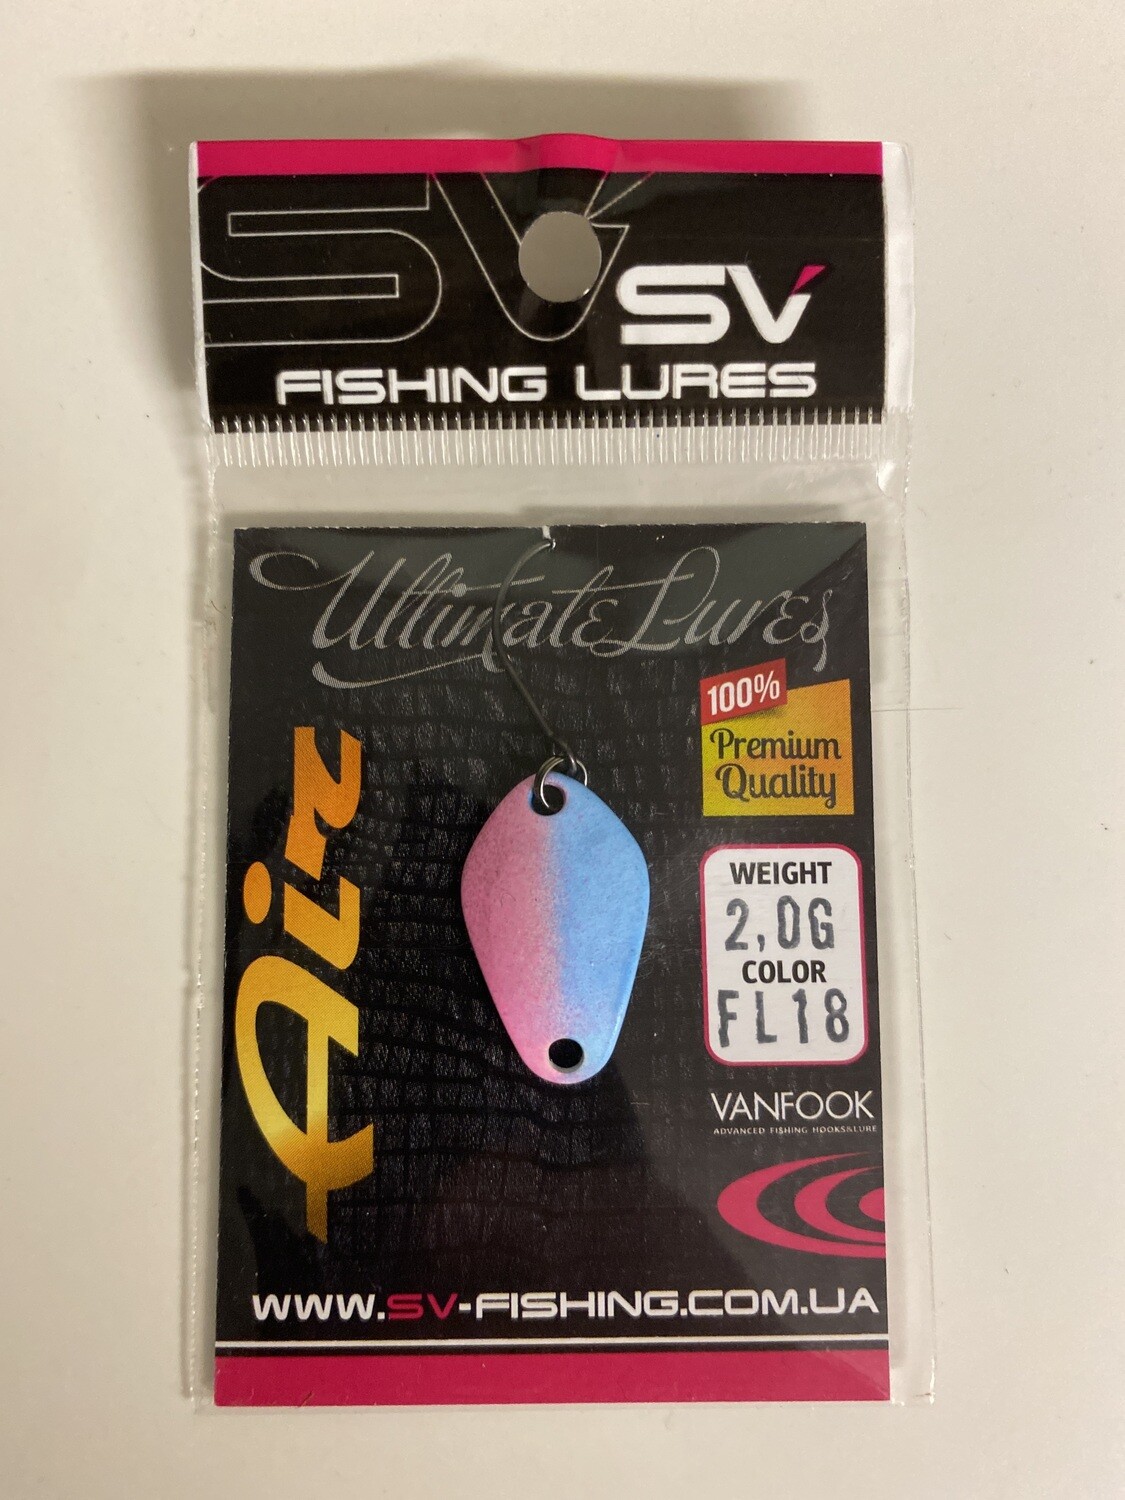 SV
SV
FISHING LURES
Ultimate Lures
Air
100%
Premium
Quality
WEIGHT
2,0G
COLOR
FL18
VANFOOK
ADVANCED FISHING HOOKS&LURE
WWW.SV-FISHING.COM.UA